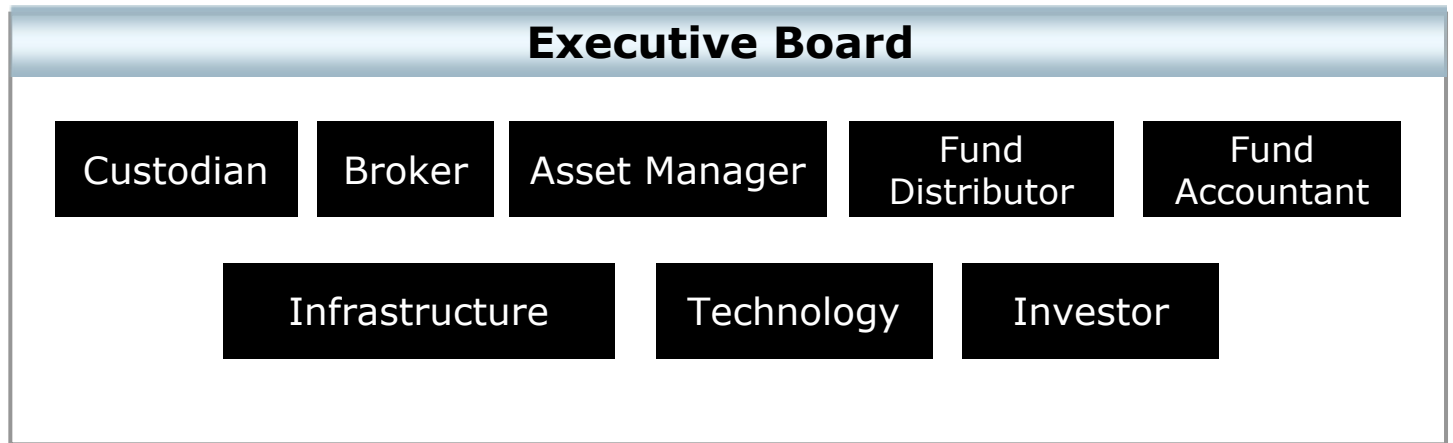 Executive Board
Custodian
Broker
Asset Manager
Fund
Distributor
Fund
Accountant
Infrastructure
Technology
Investor